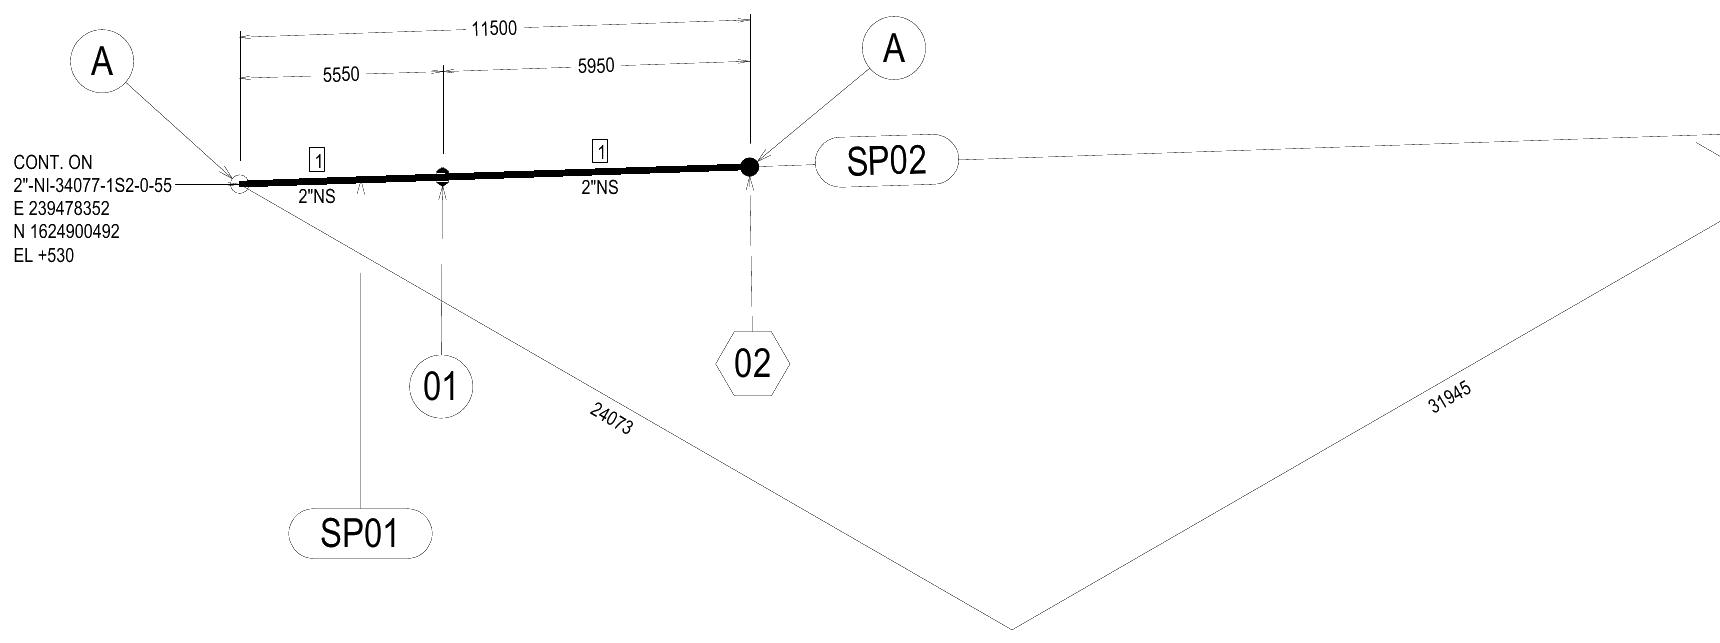 11500
A
A
5550
5950
1
1
CONT. ON
2"-NI-34077-1S2-0-55
E 239478352
N 1624900492
EL +530
2"NS
2"NS
SP02
01
02
24073
31945
SP01